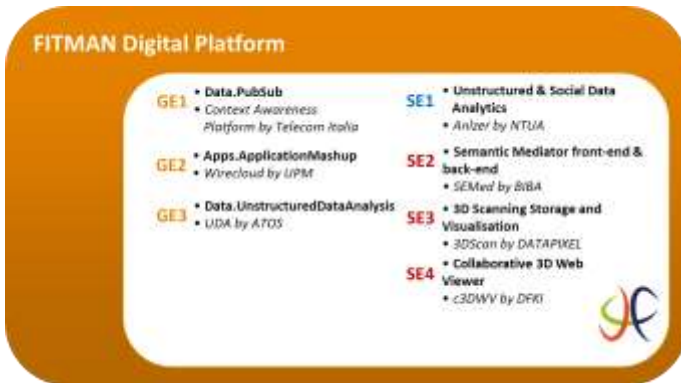 FITMAN Digital Platform
GE1
• Data.PubSub
• Context Awareness
Platform by Telecom Italia
GE2
• Apps.ApplicationMashup
• Wirecloud by UPM
GE3
• Data.UnstructuredDataAnalysis
• UDA by ATOS
SE1
• Unstructured & Social Data
Analytics
• Anlzer by NTUA
SE2
• Semantic Mediator front-end &
back-end
• SEMed by BIBA
SE3
• 3D Scanning Storage and
Visualisation
• 3DScan by DATAPIXEL
SE4
• Collaborative 3D Web
Viewer
• c3DWV by DFKI